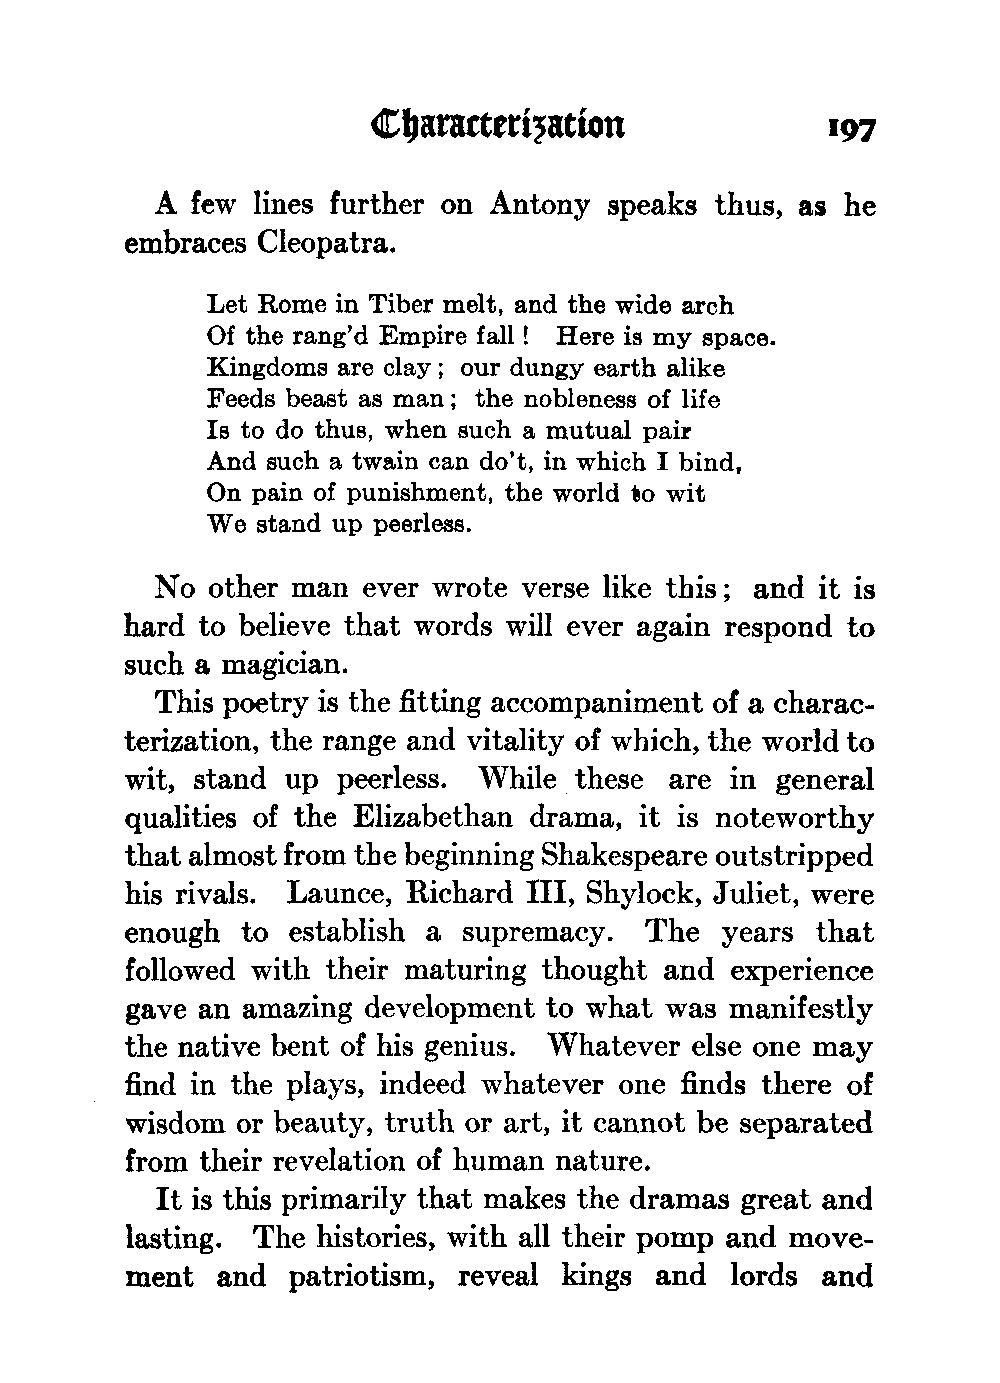 Characterization 197
A few lines further on Antony speaks thus, as he
embraces Cleopatra.
Let Rome in Tiber melt, and the wide arch
Of the rang'd Empire fall! Here is my space.
Kingdoms are clay; our dungy earth alike
Feeds beast as man; the nobleness of life
Is to do thus, when such a mutual pair
And such a twain can do't, in which I bind,
On pain of punishment, the world to wit
We stand up peerless.
No other man ever wrote verse like this; and it is
hard to believe that words will ever again respond to
such a magician.
This poetry is the fitting accompaniment of a charac-
terization, the range and vitality of which, the world to
wit, stand up peerless. While these are in general
qualities of the Elizabethan drama, it is noteworthy
that almost from the beginning Shakespeare outstripped
his rivals. Launce, Richard III, Shylock, Juliet, were
enough to establish a supremacy. The years that
followed with their maturing thought and experience
gave an amazing development to what was manifestly
the native bent of his genius. Whatever else one may
find in the plays, indeed whatever one finds there of
wisdom or beauty, truth or art, it cannot be separated
from their revelation of human nature.
It is this primarily that makes the dramas great and
lasting. The histories, with all their pomp and move-
ment and patriotism, reveal kings and lords and